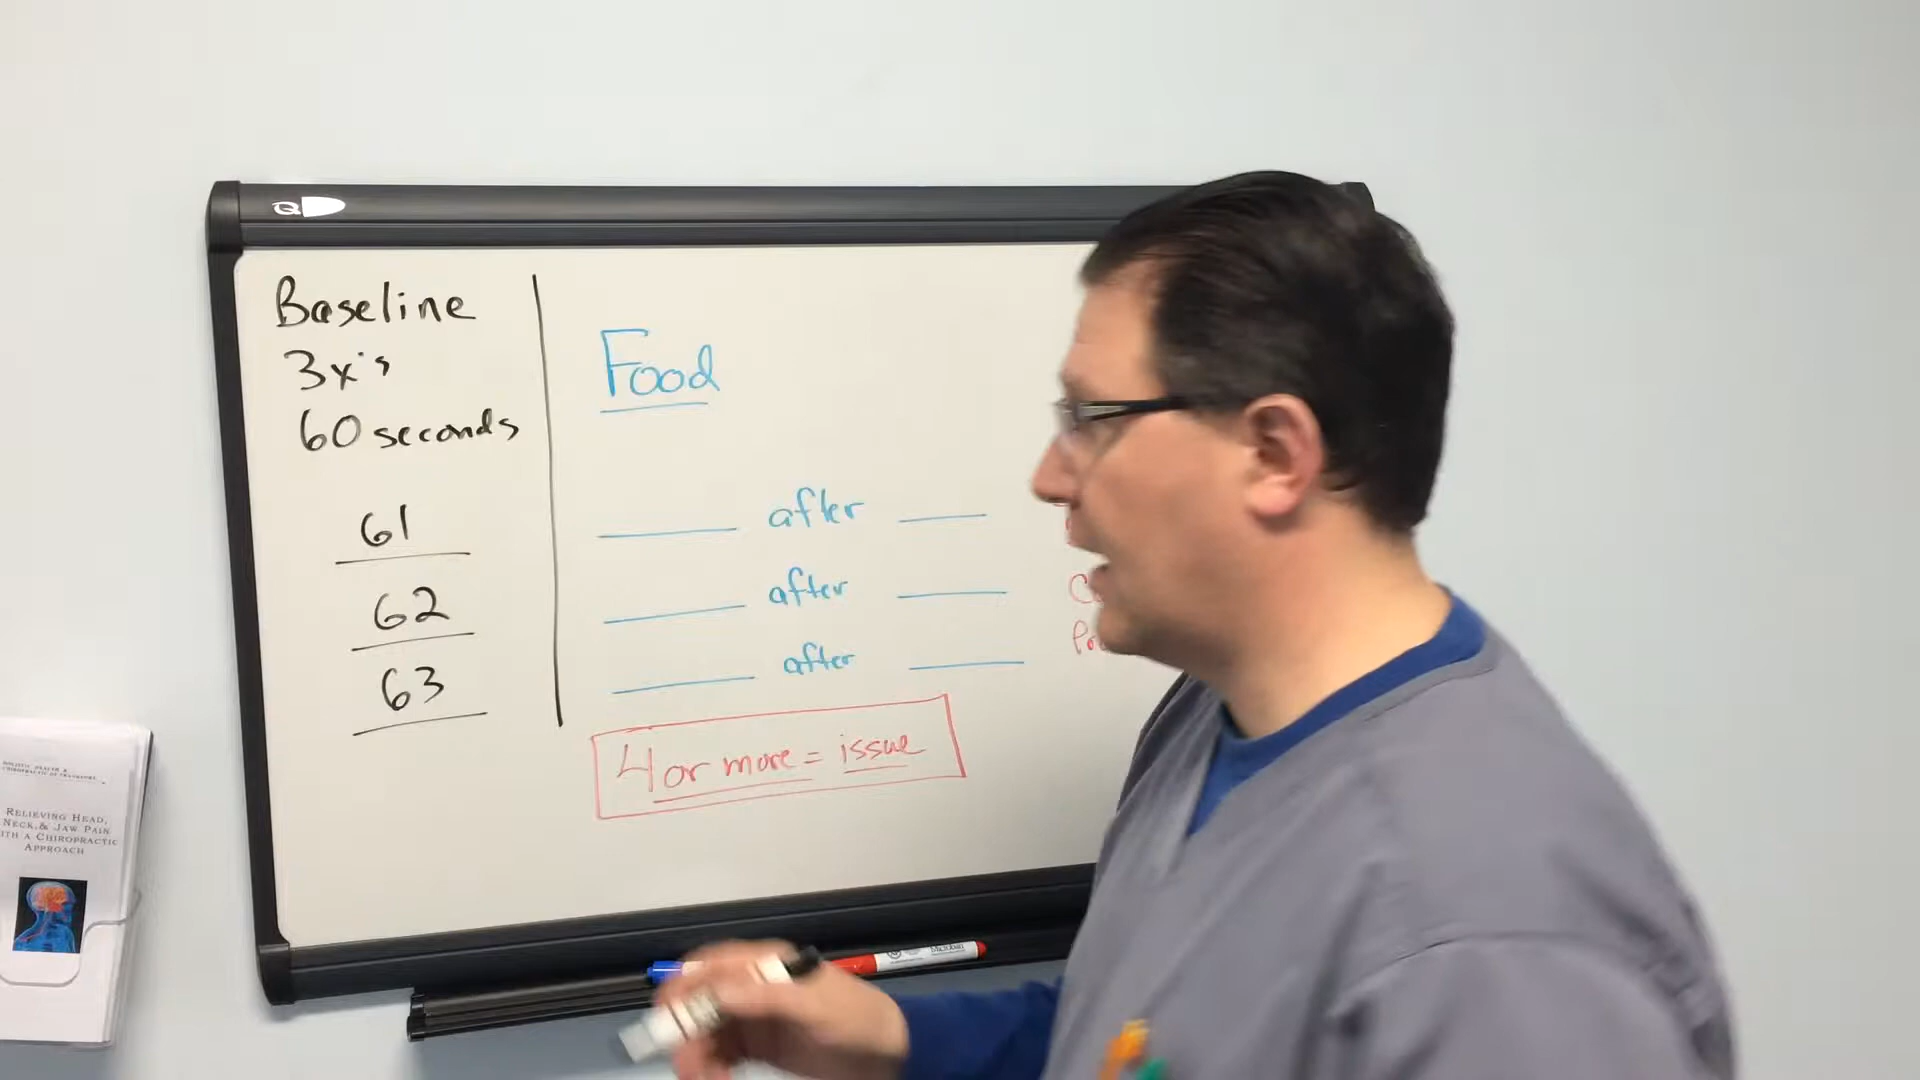 Baseline
3x's
60 seconds
61
62
63
Food
after
after
after
4 or more = issue
RELIEVING HEAD,
NECK, & JAW PAIN
WITH A CHIROPRACTIC
APPROACH